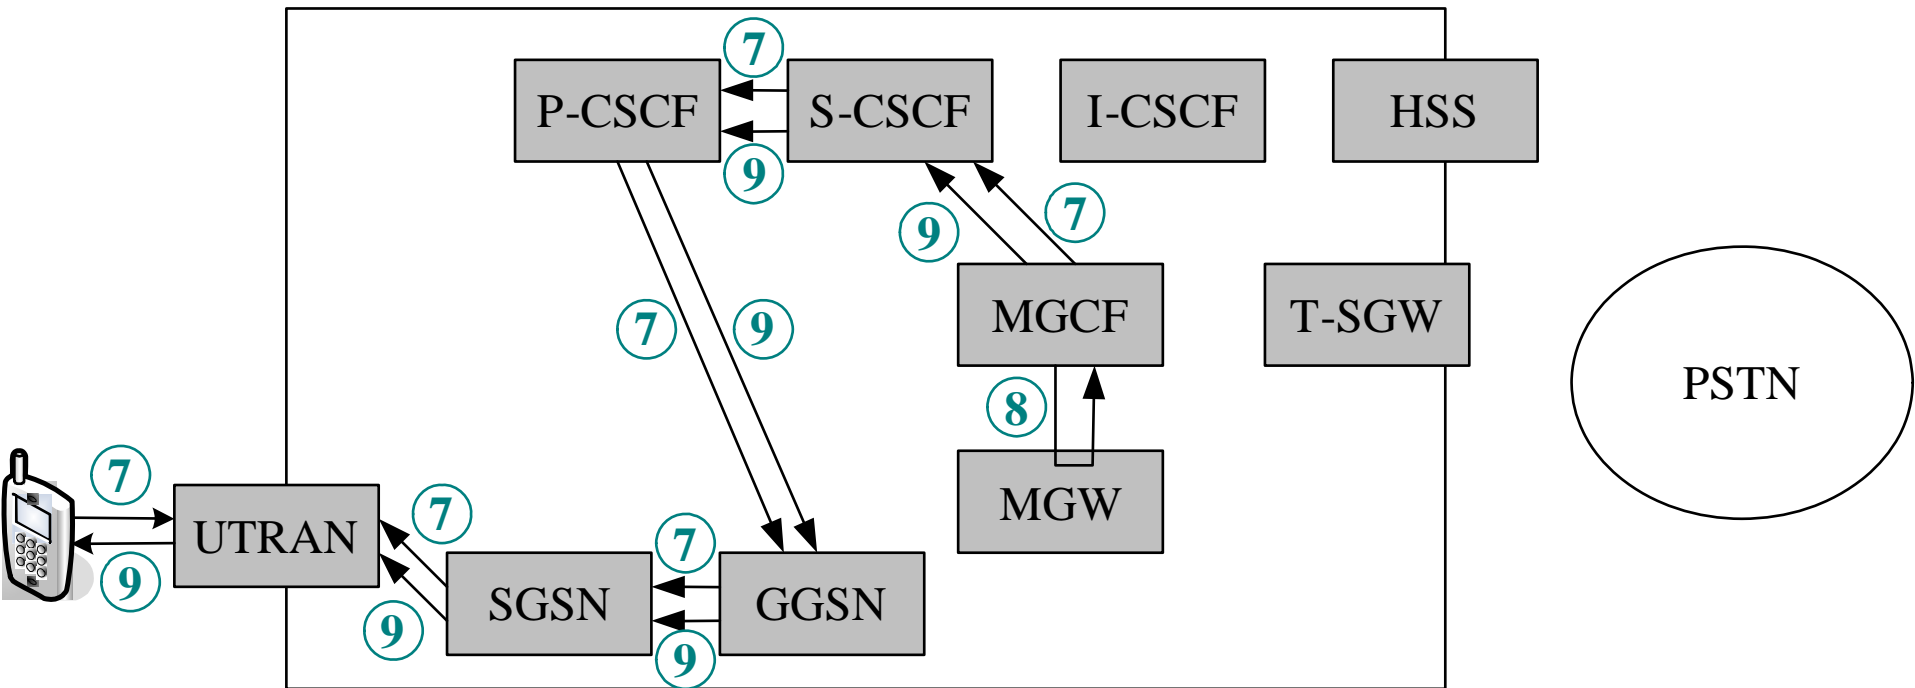 7
P-CSCF
S-CSCF
I-CSCF
HSS
9
9
7
MGCF
T-SGW
7
9
PSTN
8
7
MGW
7
UTRAN
7
9
SGSN
GGSN
9
9